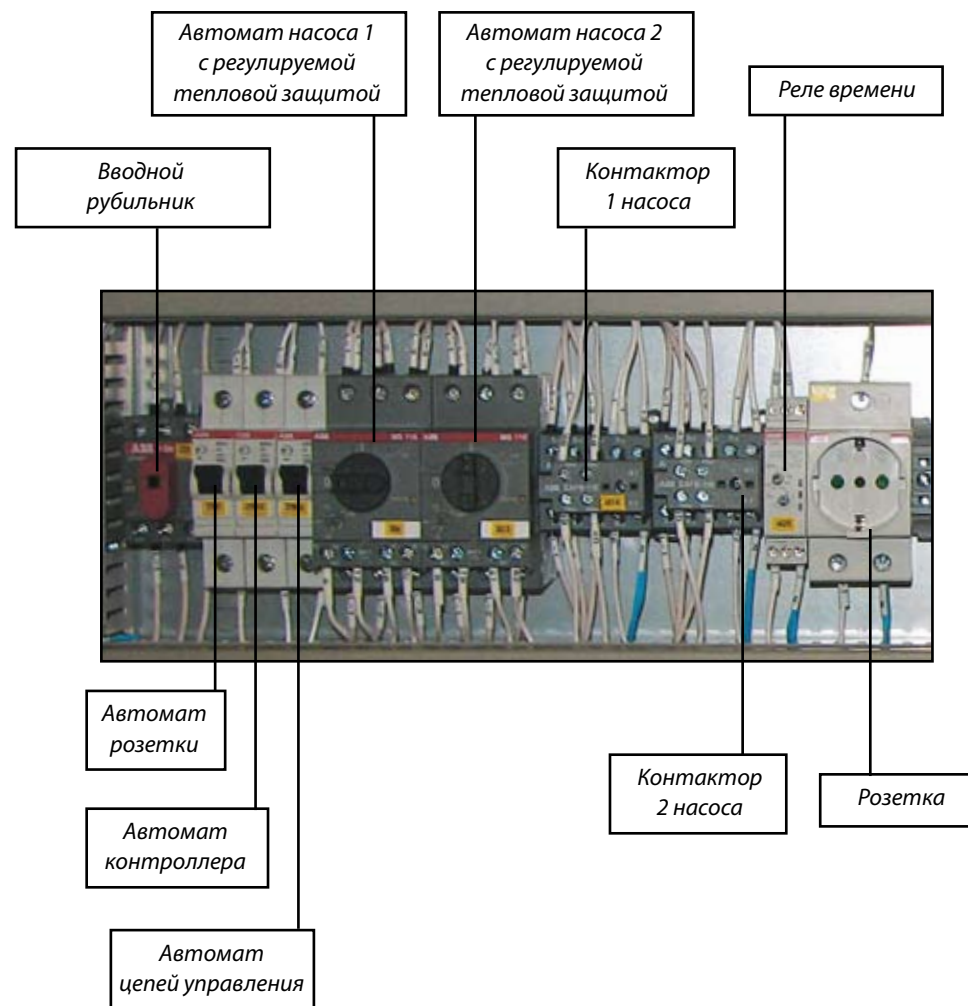 Автомат насоса 1
с регулируемой
тепловой защитой
Автомат насоса 2
с регулируемой
тепловой защитой
Реле времени
Вводной
рубильник
Контактор
1 насоса
ABB
Автомат
розетки
Контактор
2 насоса
Розетка
Автомат
контроллера
Автомат
цепей управления